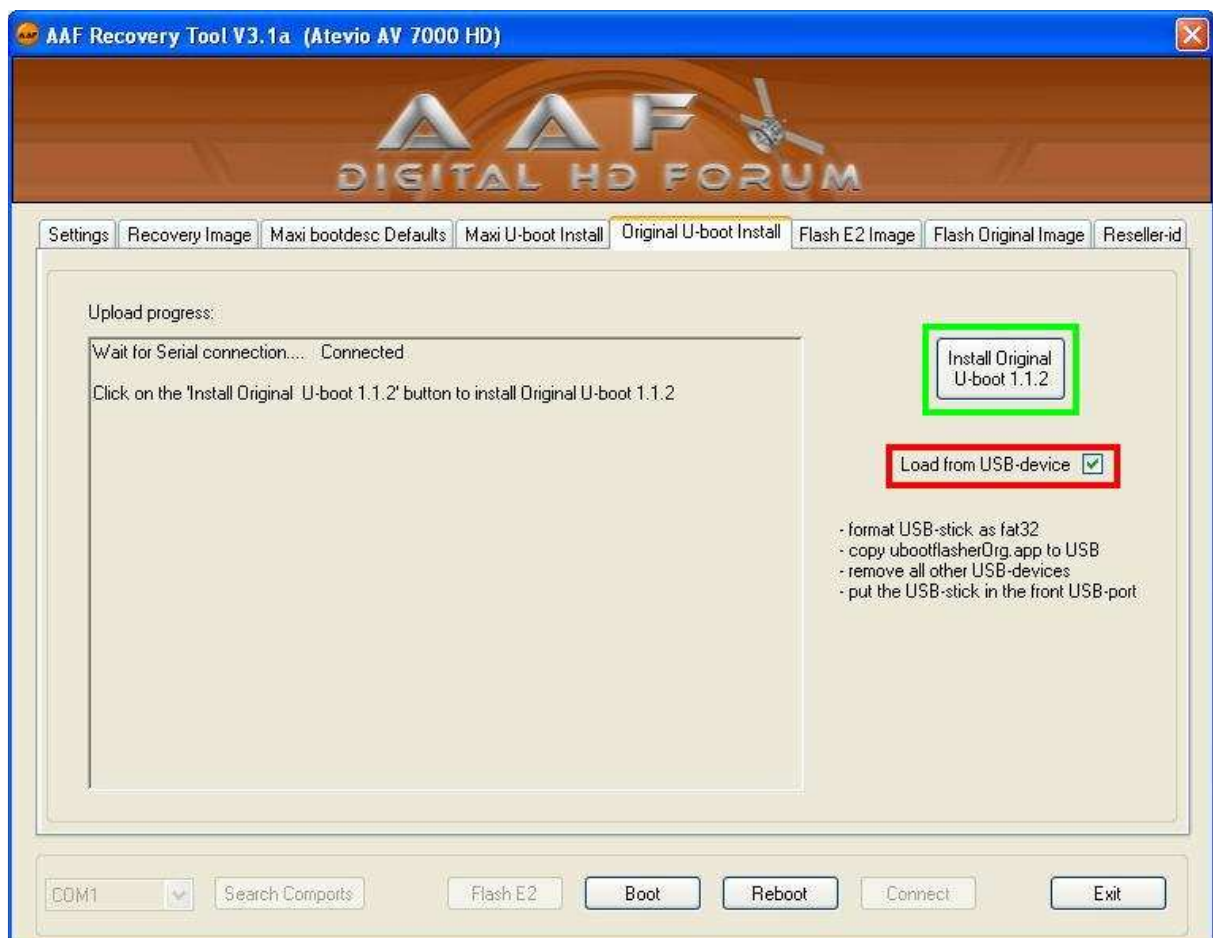 AAF Recovery Tool V3.1a (Atevio AV 7000 HD)
AAF
DIGITAL HD FORUM
Settings Recovery Image Maxi bootdesc Defaults Maxi U-boot Install Original U-boot Install Flash E2 Image Flash Original Image Reseller-id
Upload progress:
Wait for Serial connection.... Connected
Click on the 'Install Original U-boot 1.1.2' button to install Original U-boot 1.1.2
Install Original
U-boot 1.1.2
Load from USB-device
- format USB-stick as fat32
- copy ubootflasherOrg.app to USB
- remove all other USB-devices
- put the USB-stick in the front USB-port
COM1 Search Comports Flash E2 Boot Reboot Connect Exit